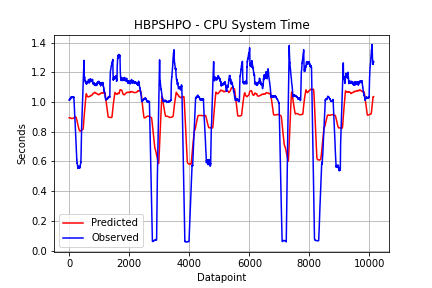 HBPSHPO - CPU System Time
1.4
1.2
1.0
0.8
0.6
0.4
0.2
0.0
Seconds
Predicted
Observed
0 2000 4000 6000 8000 10000
Datapoint